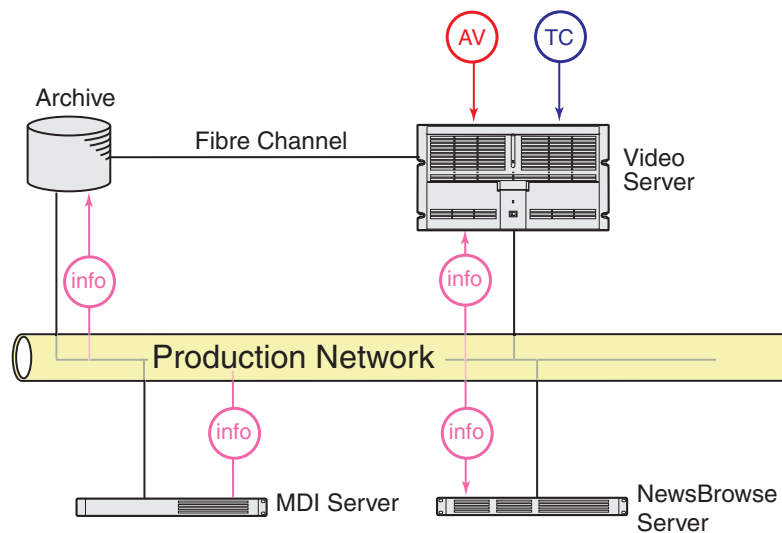 AV
TC
Archive
Fibre Channel
Video
Server
info
info
Production Network
info
info
MDI Server
NewsBrowse
Server